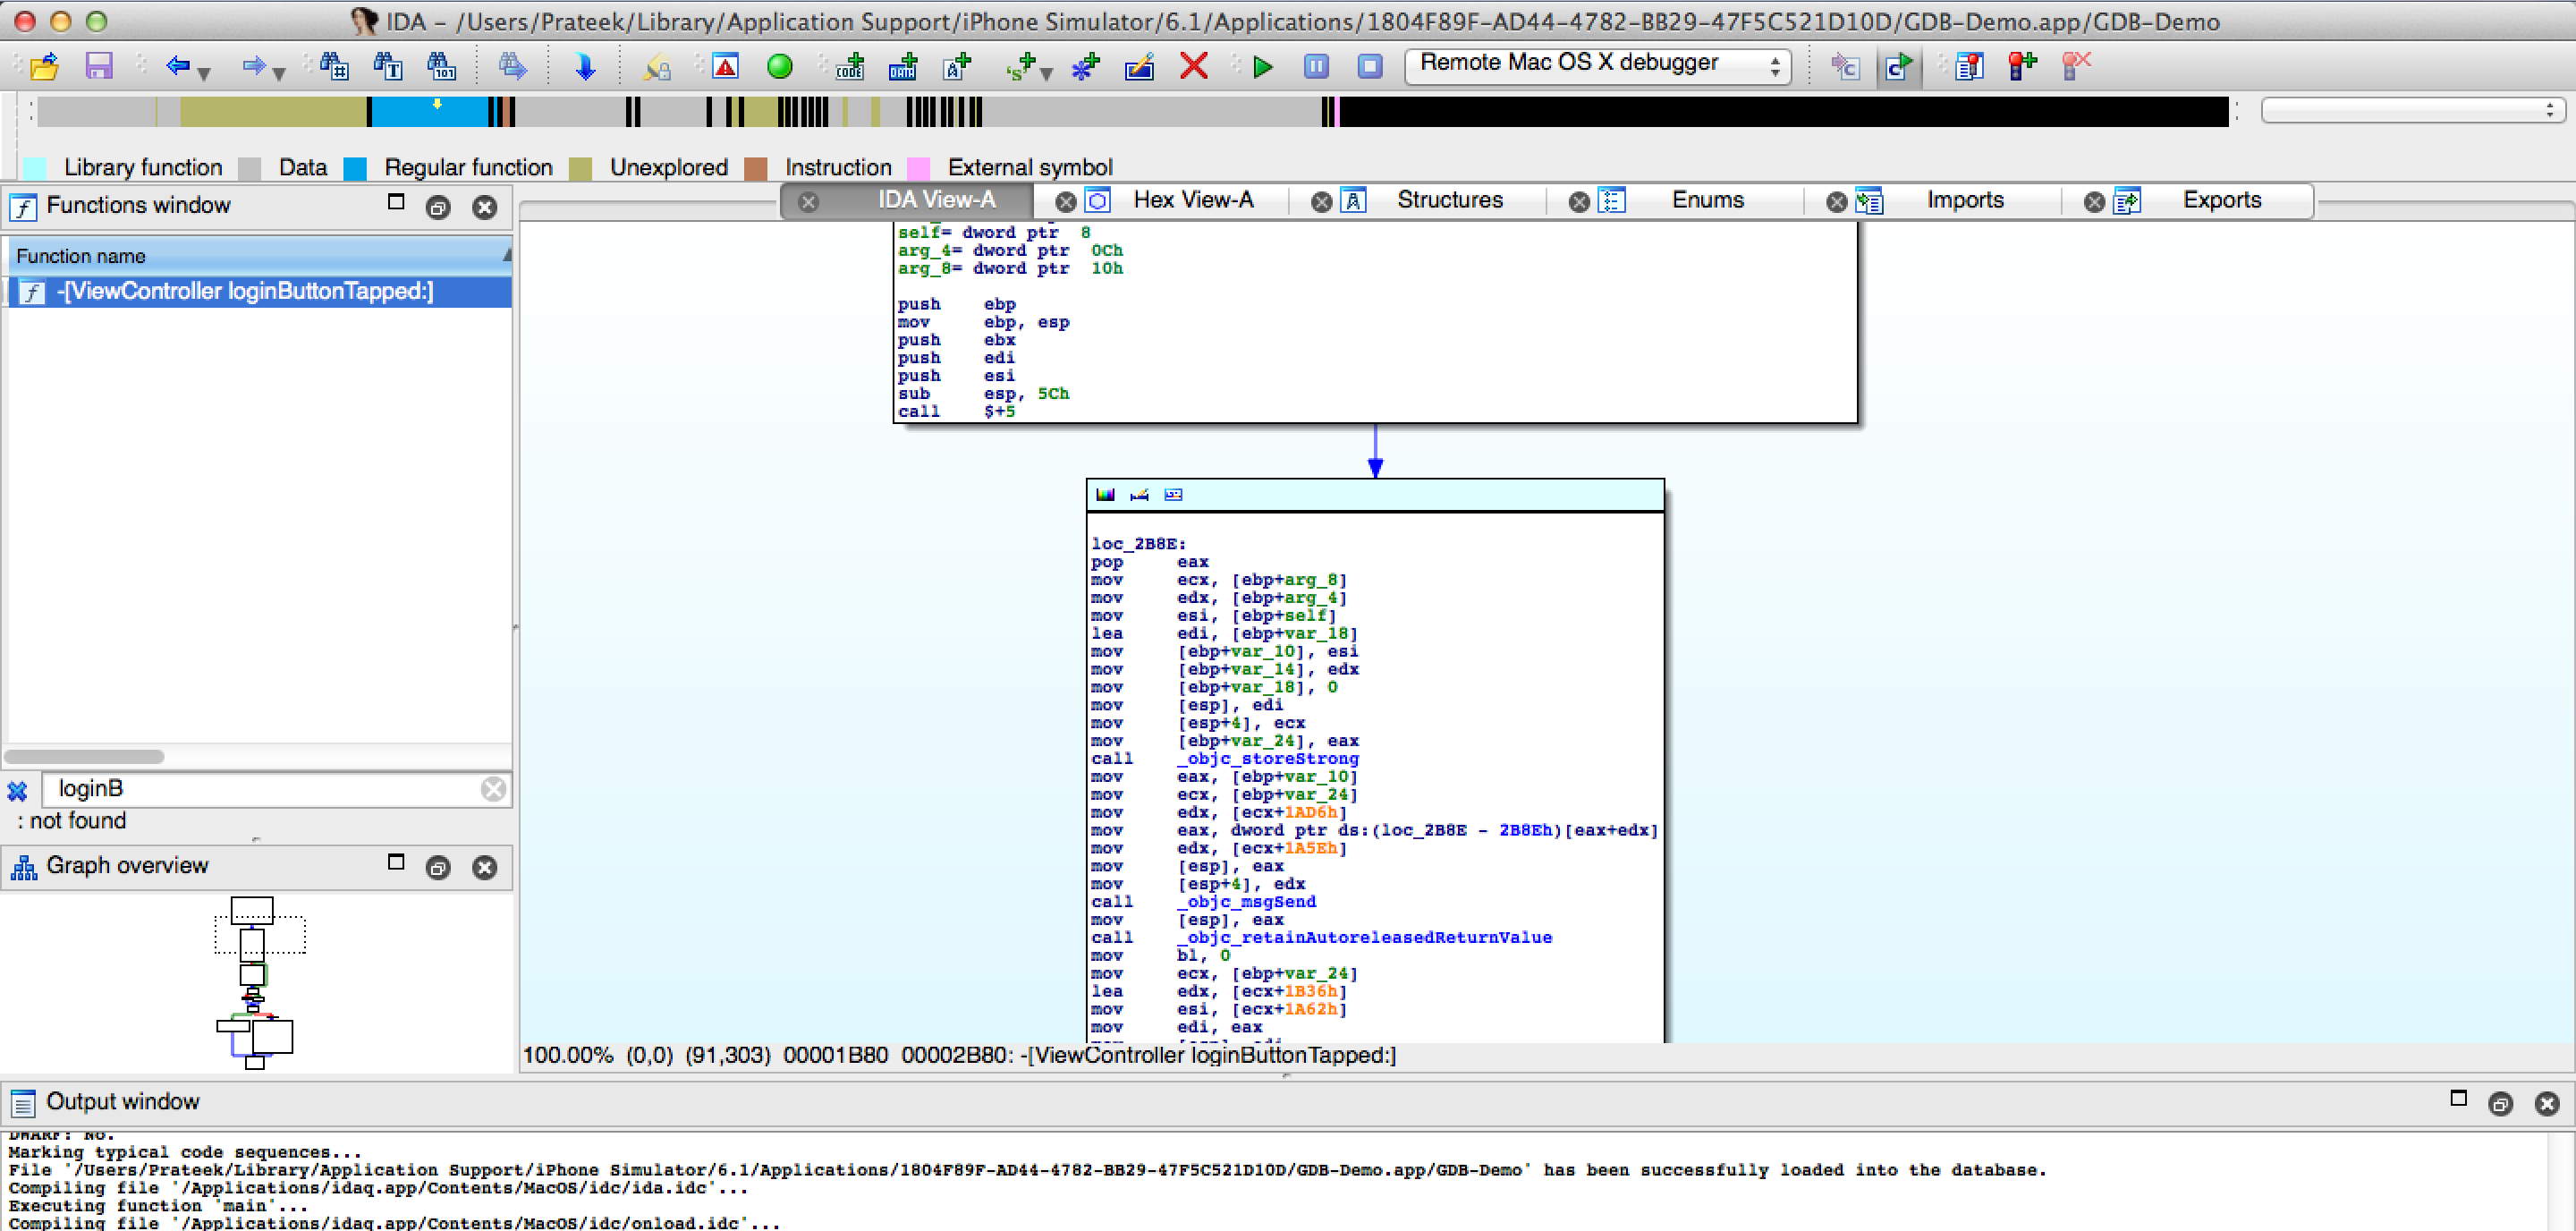 IDA – /Users/Prateek/Library/Application Support/iPhone Simulator/6.1/Applications/1804F89F-AD44-4782-BB29-47F5C521D10D/GDB-Demo.app/GDB-Demo
Remote Mac OS X debugger
Library function Data Regular function Unexplored Instruction External symbol
Functions window
Function name
-[ViewController loginButtonTapped:]
loginB
: not found
Graph overview
IDA View-A Hex View-A Structures Enums Imports Exports
self= dword ptr 8
arg_4= dword ptr 0Ch
arg_8= dword ptr 10h
push ebp
mov ebp, esp
push ebx
push edi
push esi
sub esp, 5Ch
call $+5
loc_2B8E:
pop eax
mov ecx, [ebp+arg_8]
mov edx, [ebp+arg_4]
mov esi, [ebp+self]
lea edi, [ebp+var_18]
mov [ebp+var_10], esi
mov [ebp+var_14], edx
mov [ebp+var_18], 0
mov [esp], edi
mov [esp+4], ecx
mov [ebp+var_24], eax
call _objc_storeStrong
mov eax, [ebp+var_10]
mov ecx, [ebp+var_24]
mov edx, [ecx+1AD6h]
mov eax, dword ptr ds:(loc_2B8E - 2B8Eh)[eax+edx]
mov edx, [ecx+1A5Eh]
mov [esp], eax
mov [esp+4], edx
call _objc_msgSend
mov [esp], eax
call _objc_retainAutoreleasedReturnValue
mov bl, 0
mov ecx, [ebp+var_24]
lea edx, [ecx+1B36h]
mov esi, [ecx+1A62h]
mov edi, eax
100.00% (0,0) (91,303) 00001B80 00002B80: -[ViewController loginButtonTapped:]
Output window
DWARF: No.
Marking typical code sequences...
File '/Users/Prateek/Library/Application Support/iPhone Simulator/6.1/Applications/1804F89F-AD44-4782-BB29-47F5C521D10D/GDB-Demo.app/GDB-Demo' has been successfully loaded into the database.
Compiling file '/Applications/idaq.app/Contents/MacOS/idc/ida.idc'...
Executing function 'main'...
Compiling file '/Applications/idaq.app/Contents/MacOS/idc/onload.idc'...